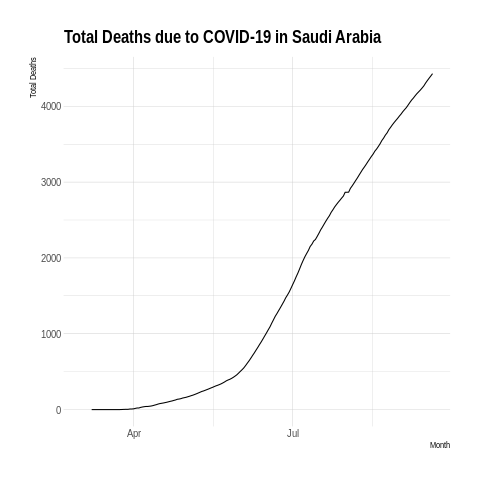 Total Deaths due to COVID-19 in Saudi Arabia
Total Deaths
4000
3000
2000
1000
0
Apr
Jul
Month